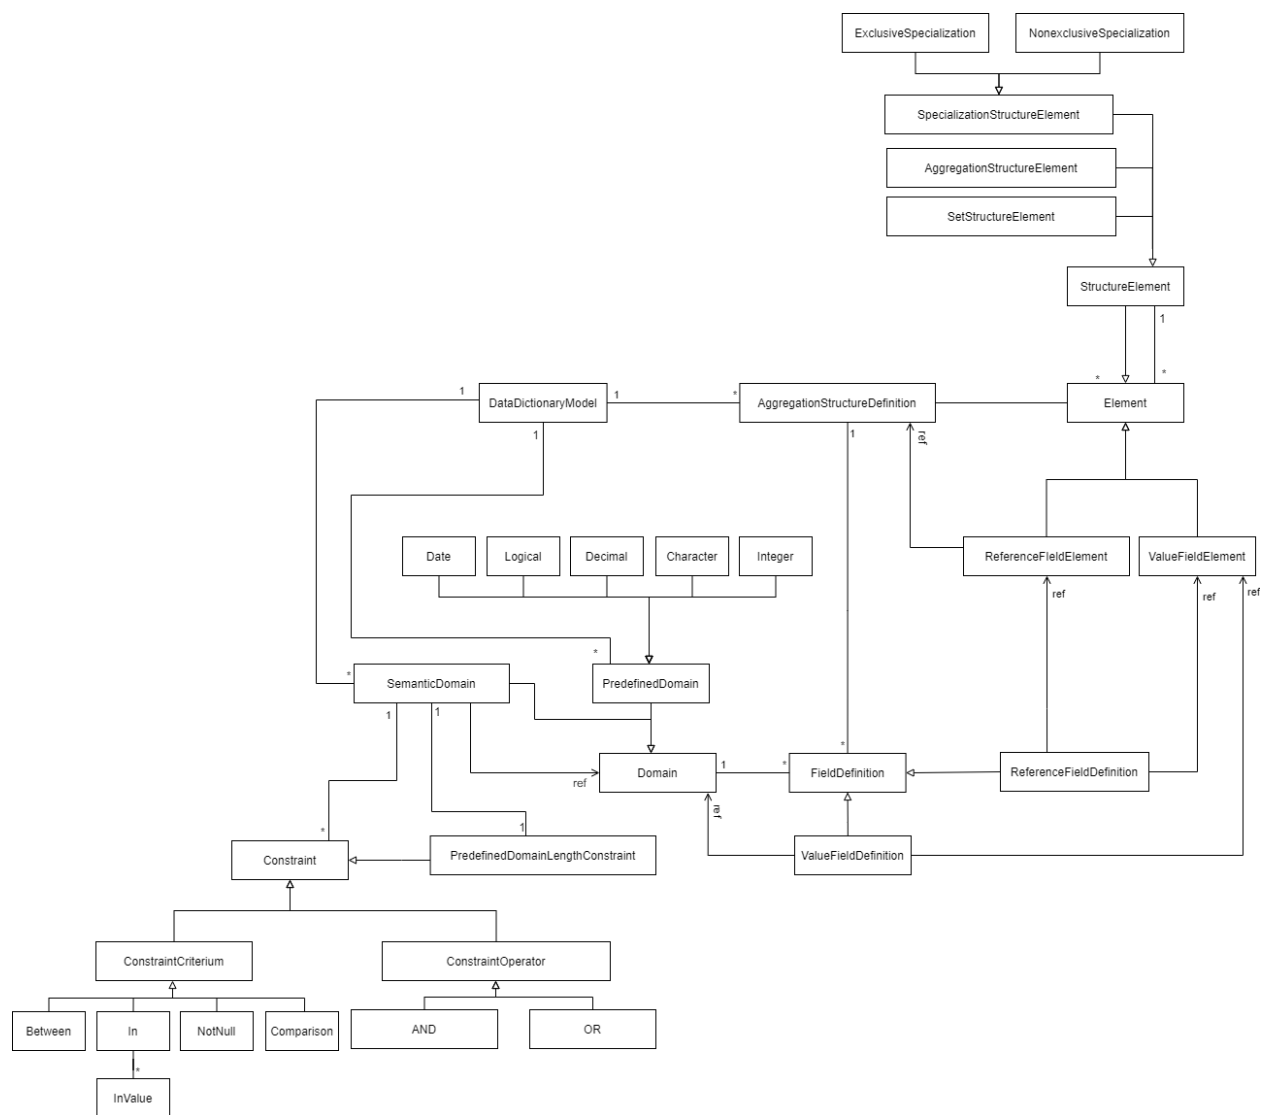 ExclusiveSpecialization
NonexclusiveSpecialization
SpecializationStructureElement
AggregationStructureElement
SetStructureElement
StructureElement
1
*
*
1
DataDictionaryModel
1
*
AggregationStructureDefinition
Element
1
1
ref
Date
Logical
Decimal
Character
Integer
ReferenceFieldElement
ValueFieldElement
ref
ref
ref
*
*
SemanticDomain
PredefinedDomain
1
1
*
1
*
Domain
FieldDefinition
ReferenceFieldDefinition
ref
ref
*
1
Constraint
PredefinedDomainLengthConstraint
ValueFieldDefinition
ConstraintCriterium
ConstraintOperator
Between
In
NotNull
Comparison
AND
OR
*
InValue